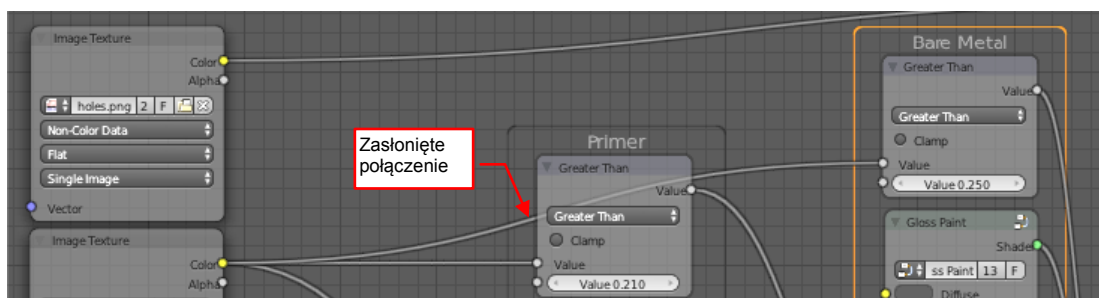 Image Texture
Color
Alpha
holes.png 2 F
Non-Color Data
Flat
Single Image
Vector
Image Texture
Color
Alpha
Zasłonięte
połączenie
Primer
Greater Than
Value
Greater Than
Clamp
Value
Value 0.210
Bare Metal
Greater Than
Value
Greater Than
Clamp
Value
Value 0.250
Gloss Paint
Shader
ss Paint 13 F
Diffuse